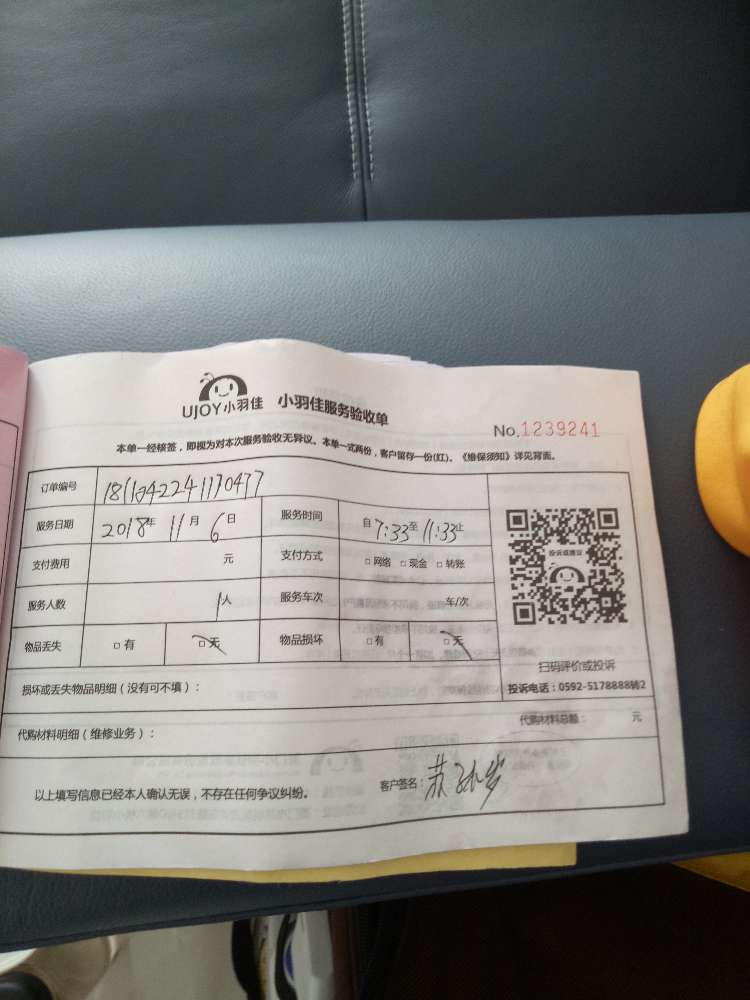 UJOY小羽佳 小羽佳服务验收单
No.1239241
本单一经核签，即视为对本次服务验收无异议。本单一式两份，客户留存一份(红)。《维保须知》详见背面。
订单编号
服务日期 2018年 11月 6日 服务时间 自7:33至11:33止
支付费用 元 支付方式 □网络 □现金 □转账
服务人数 1人 服务车次 车/次
物品丢失 □有 □无 物品损坏 □有 □无
投诉或建议
扫码评价或投诉
投诉电话：0592-5178888转2
损坏或丢失物品明细（没有可不填）：
代购材料明细（维修业务）： 代购材料总额： 元
以上填写信息已经本人确认无误，不存在任何争议纠纷。 客户签名：